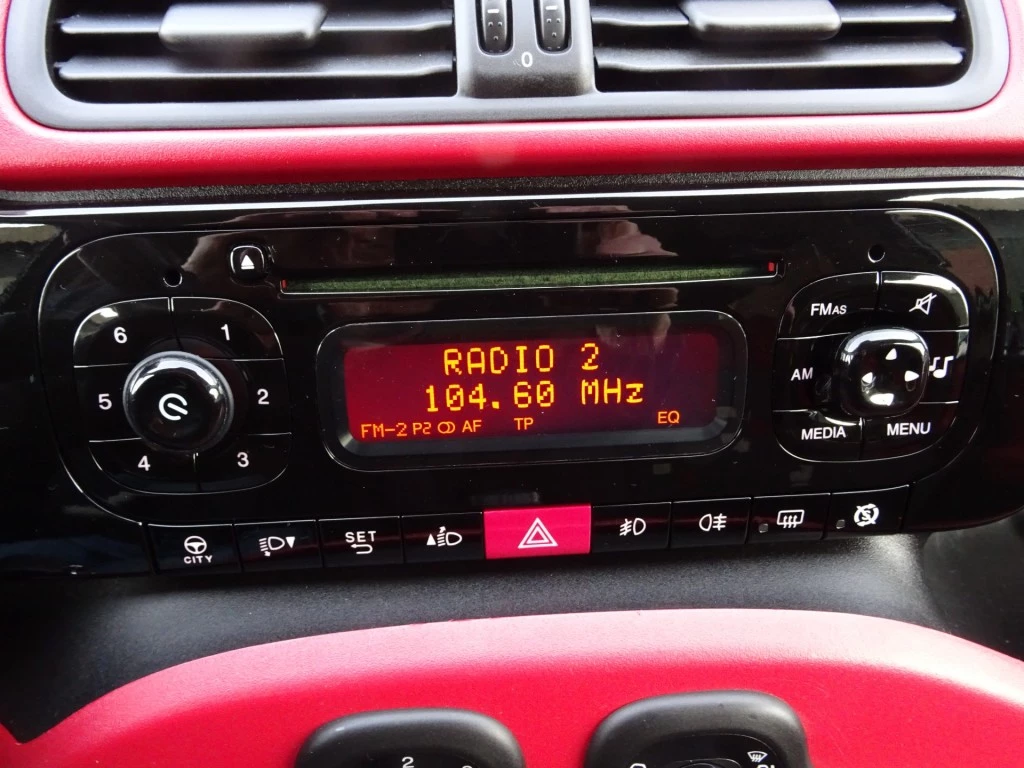 0
FMAS
6 1
RADIO 2
AM
5 2
104.60 MHz
FM-2 P2 AF TP EQ
MEDIA MENU
4 3
SET
CITY
2